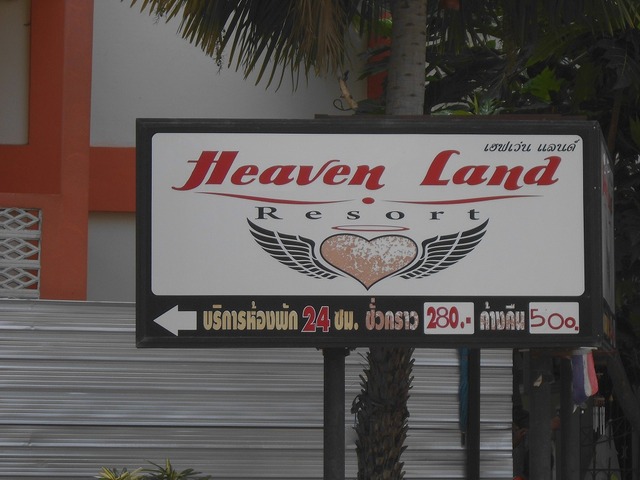 เฮฟเว่น แลนด์
Heaven Land
Resort
บริการห้องพัก 24 ชม. ชั่วคราว 280.- ค้างคืน 500.